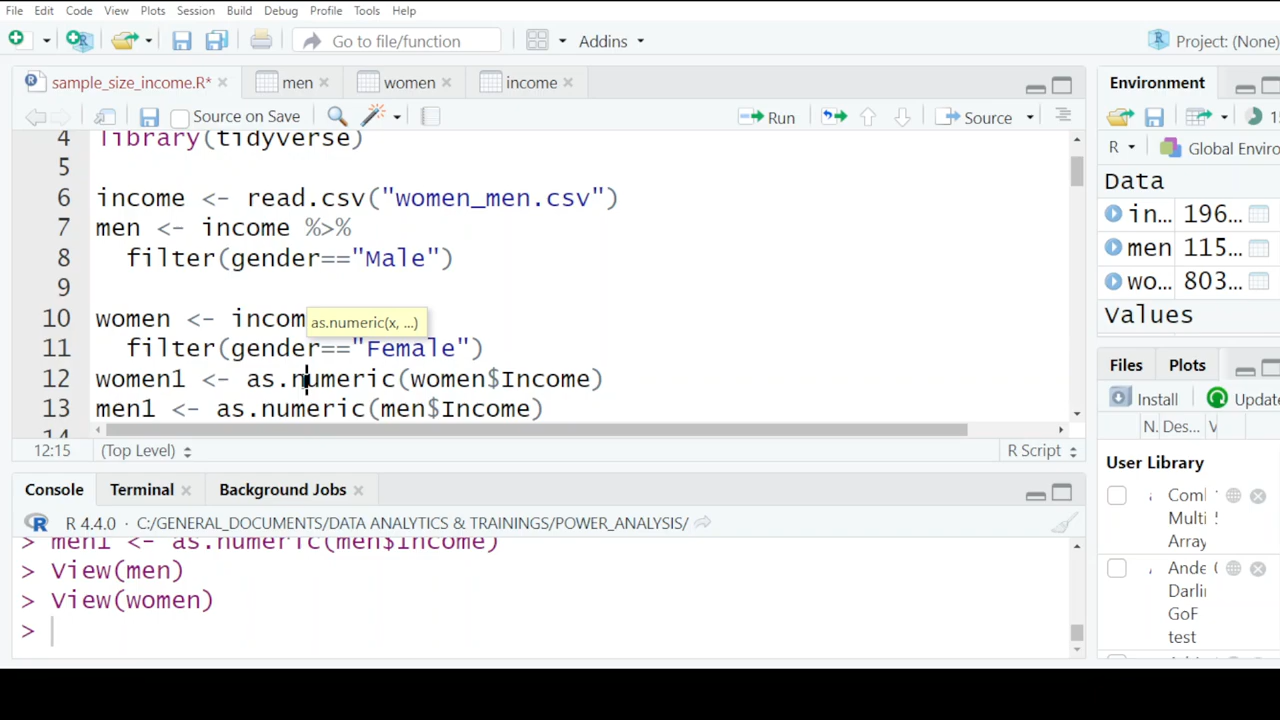 File Edit Code View Plots Session Build Debug Profile Tools Help
Go to file/function Addins Project: (None)
sample_size_income.R* men women income
Source on Save Run Source
4 library(tidyverse)
5
6 income <- read.csv("women_men.csv")
7 men <- income %>%
8 filter(gender=="Male")
9
10 women <- incom
as.numeric(x, ...)
11 filter(gender=="Female")
12 women1 <- as.numeric(women$Income)
13 men1 <- as.numeric(men$Income)
14
12:15 (Top Level) R Script
Console Terminal Background Jobs
R 4.4.0 · C:/GENERAL_DOCUMENTS/DATA ANALYTICS & TRAININGS/POWER_ANALYSIS/
> men1 <- as.numeric(men$Income)
> View(men)
> View(women)
>
Environment
R Global Enviro
Data
in... 196...
men 115...
wo... 803...
Values
Files Plots
Install Update
N. Des...
User Library
Coml
Multi
Array
Ande
Darlin
GoF
test